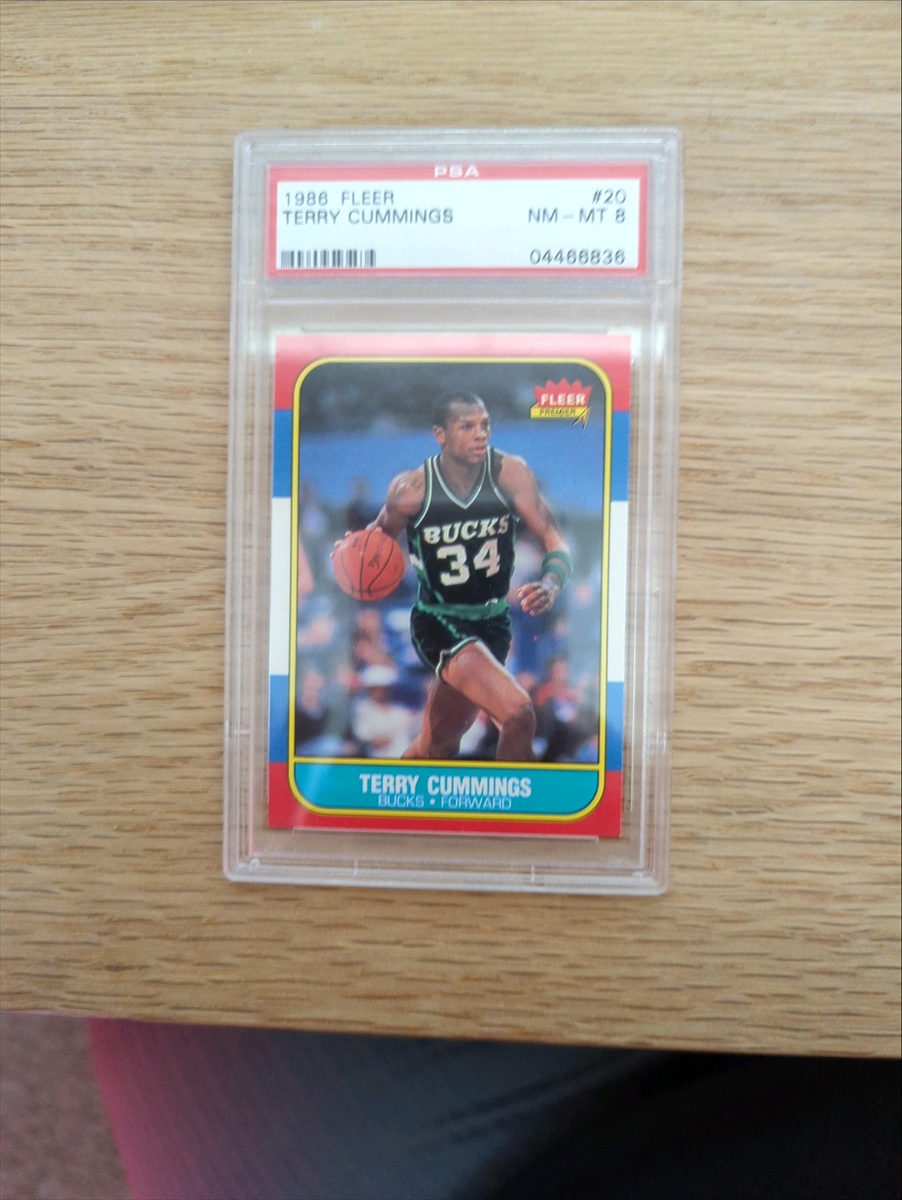 PSA
1986 FLEER #20
TERRY CUMMINGS NM-MT 8
04466836
FLEER
PREMIER
BUCKS
34
TERRY CUMMINGS
BUCKS • FORWARD